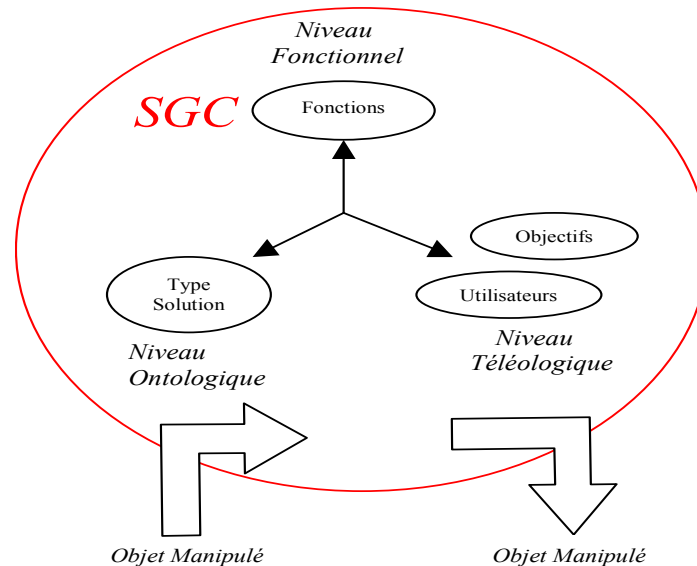 Niveau
Fonctionnel
SGC
Fonctions
Objectifs
Type
Solution
Utilisateurs
Niveau
Ontologique
Niveau
Téléologique
Objet Manipulé
Objet Manipulé